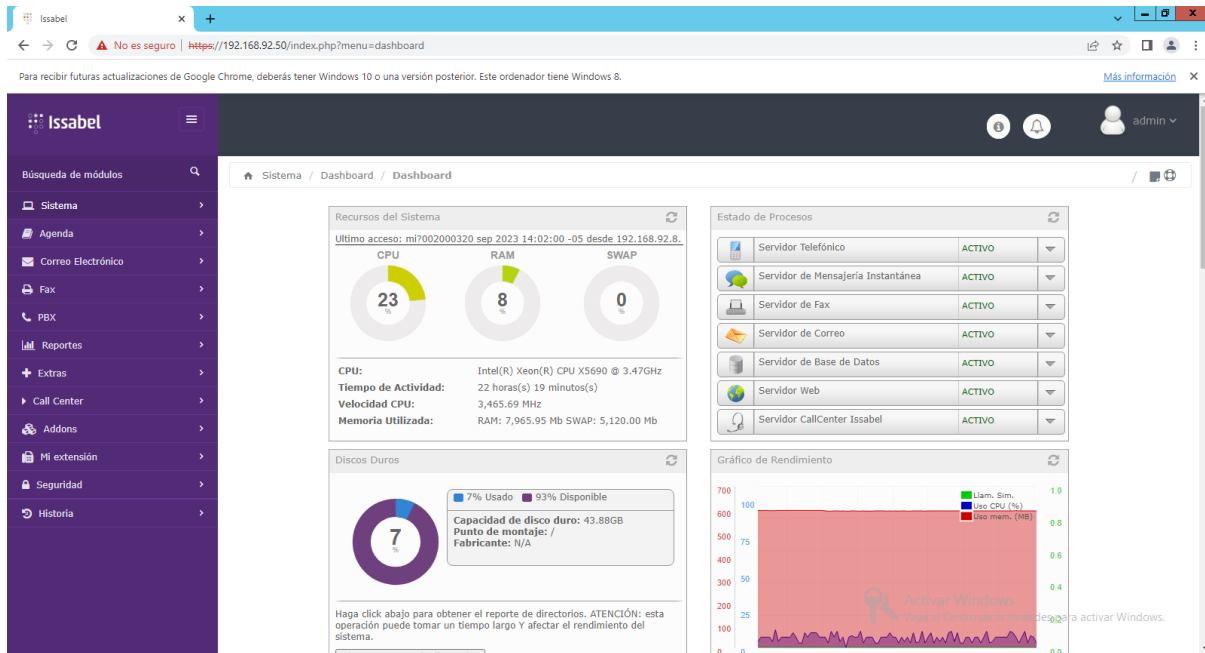 Issabel
No es seguro https://192.168.92.50/index.php?menu=dashboard
Para recibir futuras actualizaciones de Google Chrome, deberás tener Windows 10 o una versión posterior. Este ordenador tiene Windows 8.
Más información
Issabel
admin
Búsqueda de módulos
Sistema / Dashboard / Dashboard /
Sistema
Agenda
Correo Electrónico
Fax
PBX
Reportes
Extras
Call Center
Addons
Mi extensión
Seguridad
Historia
Recursos del Sistema
Ultimo acceso: mi?002000320 sep 2023 14:02:00 -05 desde 192.168.92.8.
CPU RAM SWAP
23 % 8 % 0 %
CPU: Intel(R) Xeon(R) CPU X5690 @ 3.47GHz
Tiempo de Actividad: 22 horas(s) 19 minutos(s)
Velocidad CPU: 3,465.69 MHz
Memoria Utilizada: RAM: 7,965.95 Mb SWAP: 5,120.00 Mb
Estado de Procesos
Servidor Telefónico ACTIVO
Servidor de Mensajería Instantánea ACTIVO
Servidor de Fax ACTIVO
Servidor de Correo ACTIVO
Servidor de Base de Datos ACTIVO
Servidor Web ACTIVO
Servidor CallCenter Issabel ACTIVO
Discos Duros
7 %
7% Usado 93% Disponible
Capacidad de disco duro: 43.88GB
Punto de montaje: /
Fabricante: N/A
Haga click abajo para obtener el reporte de directorios. ATENCIÓN: esta
operación puede tomar un tiempo largo Y afectar el rendimiento del
sistema.
Gráfico de Rendimiento
Llam. Sim.
Uso CPU (%)
Uso mem. (MB)
700 1.0
600 100 0.8
500 75
400 0.6
300 50 0.4
200 25 0.2
100
0 0 0.0
Activar Windows
para activar Windows.